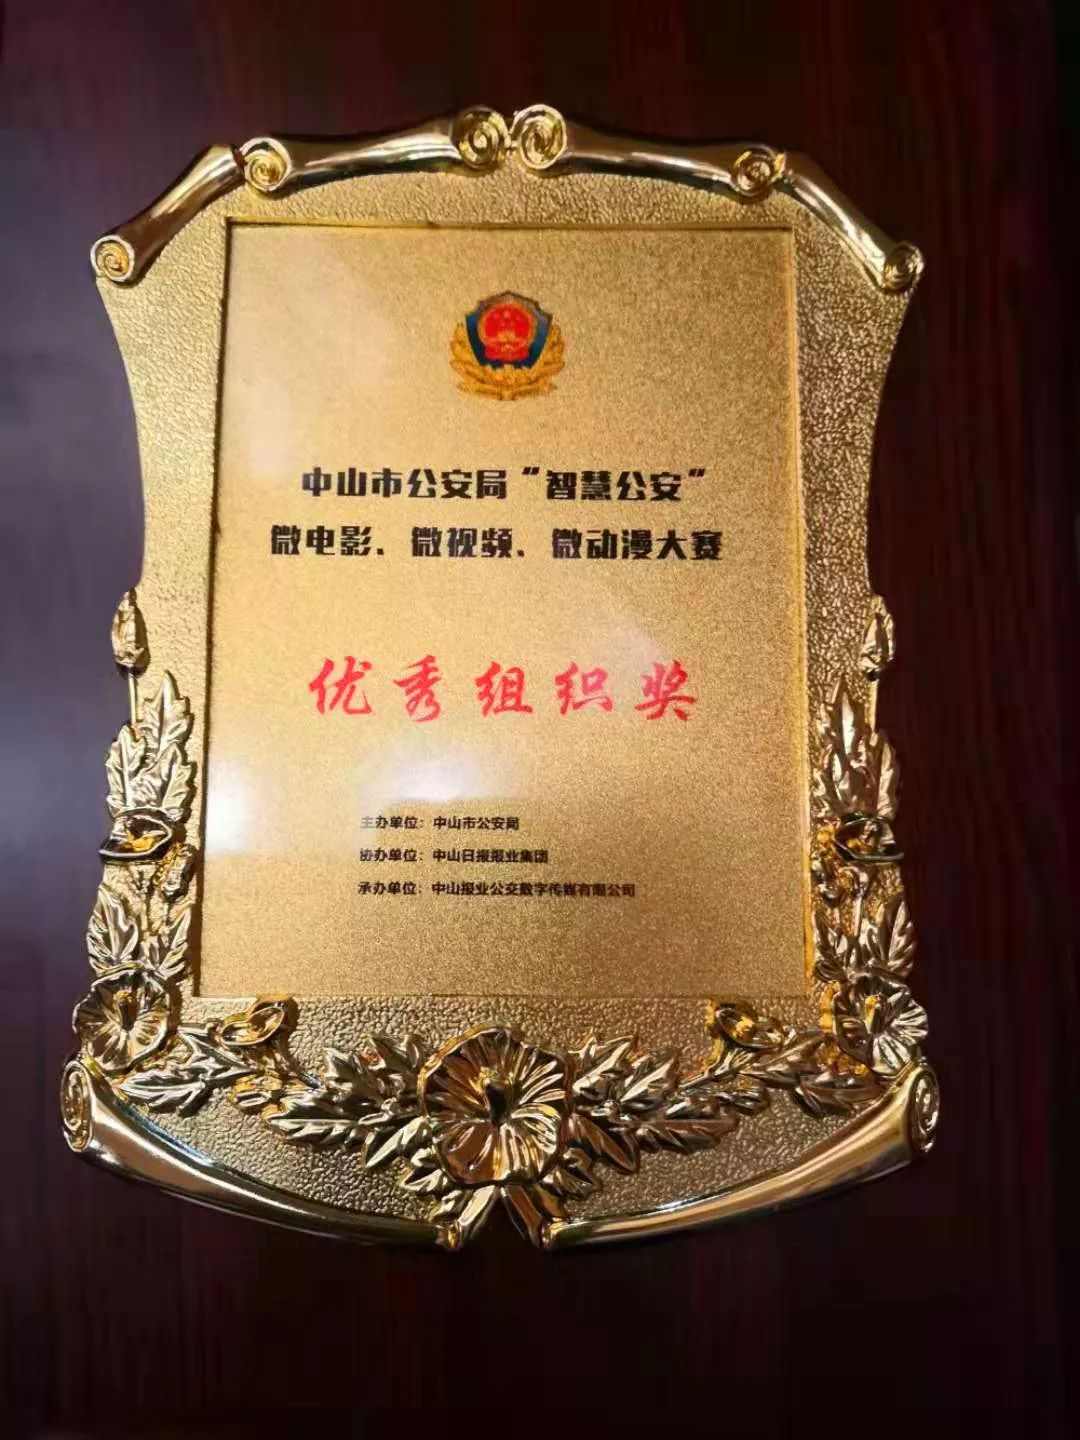 中山市公安局“智慧公安”
微电影、微视频、微动漫大赛
优秀组织奖
主办单位：中山市公安局
协办单位：中山日报报业集团
承办单位：中山报业公交数字传媒有限公司